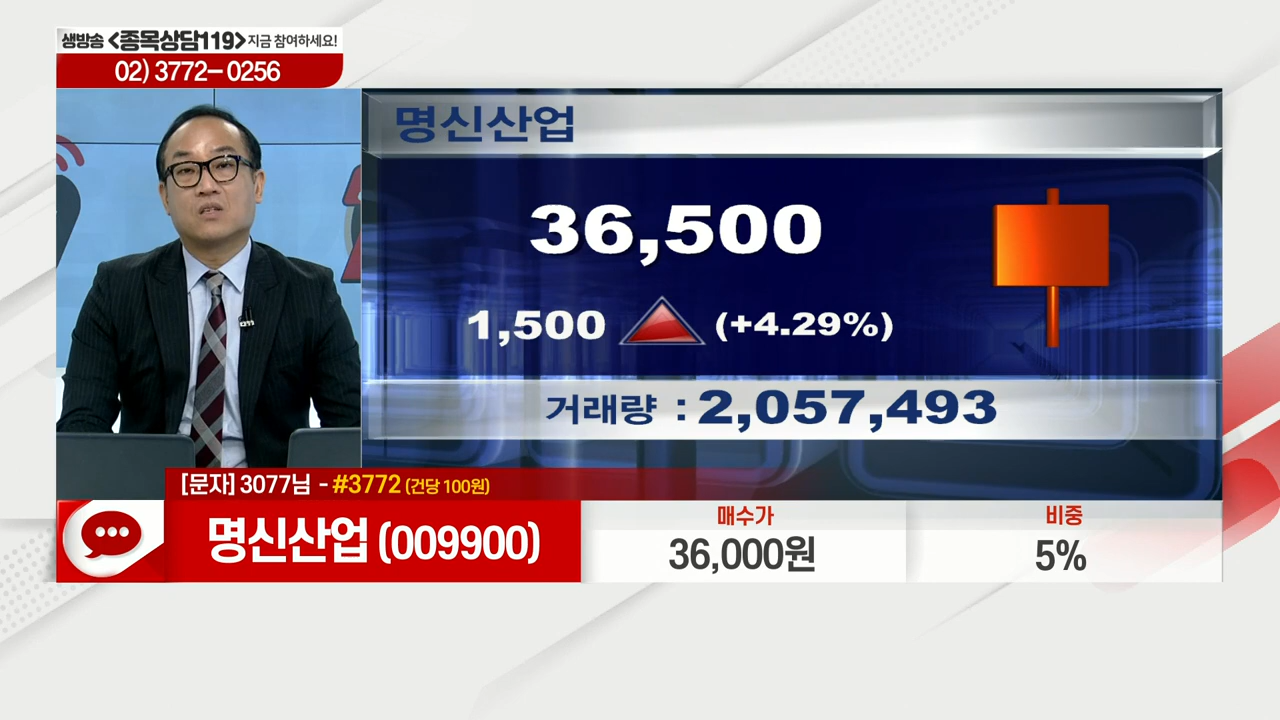 생방송 <종목상담119> 지금 참여하세요!
02) 3772-0256
명신산업
36,500
1,500 ▲ (+4.29%)
거래량 : 2,057,493
[문자] 3077님 - #3772 (건당 100원)
명신산업 (009900)
매수가
36,000원
비중
5%